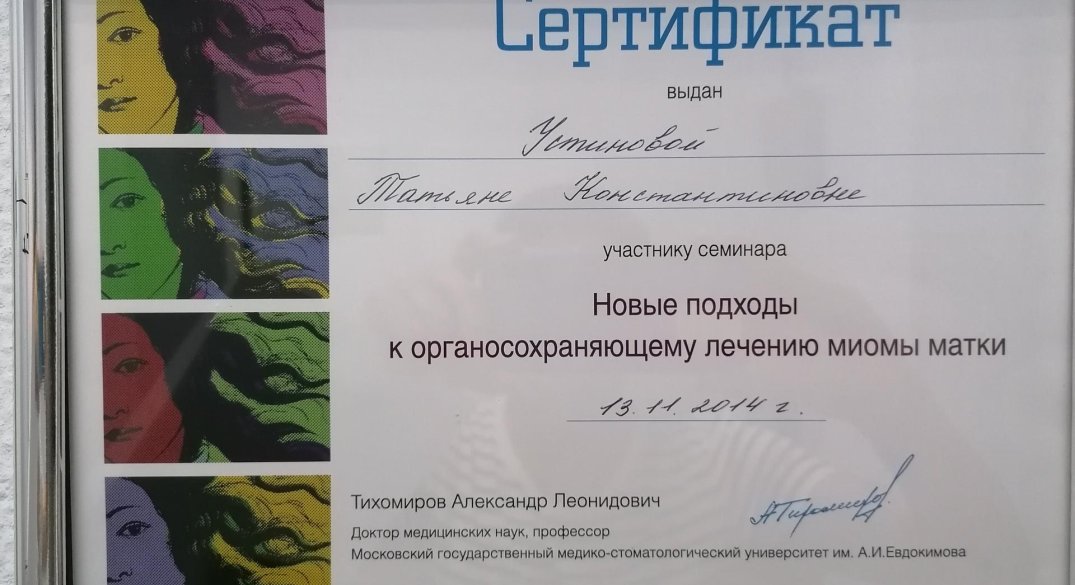 Сертификат
выдан
Устиновой
Татьяне Константиновне
участнику семинара
Новые подходы
к органосохраняющему лечению миомы матки
13.11.2014 г.
Тихомиров Александр Леонидович
Доктор медицинских наук, профессор
Московский государственный медико-стоматологический университет им. А.И.Евдокимова